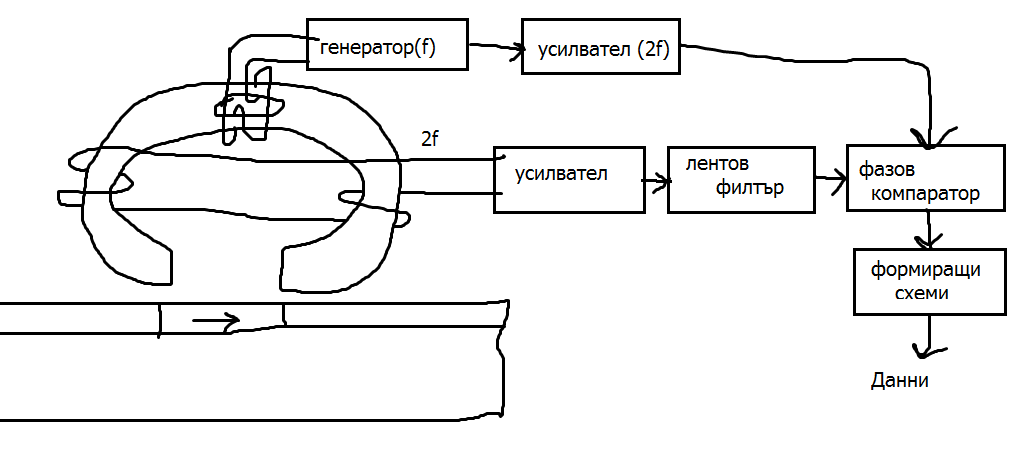 генератор(f)
усилвател (2f)
2f
усилвател
лентов
филтър
фазов
компаратор
формиращи
схеми
Данни